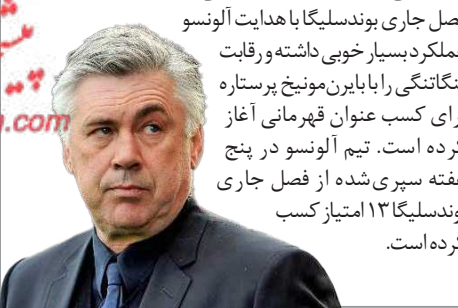 فصل جاری بوندسلیگا با هدایت آلونسو
عملکرد بسیار خوبی داشته و رقابت
تنگاتنگی را با بایرن‌مونیخ پرستاره
برای کسب عنوان قهرمانی آغاز
کرده است. تیم آلونسو در پنج
هفته سپری‌شده از فصل جاری
بوندسلیگا ۱۳ امتیاز کسب
کرده‌است.
.com